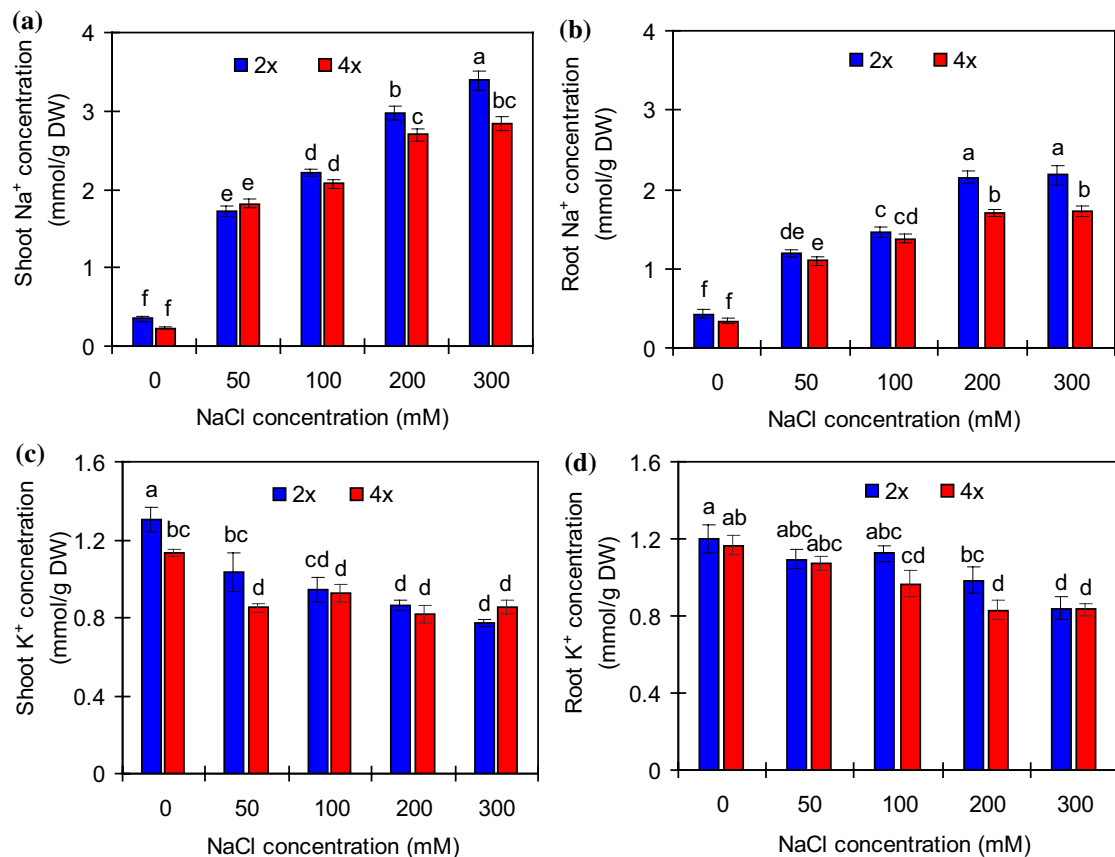 (a)
Shoot Na⁺ concentration
(mmol/g DW)
4
3
2
1
0
2x 4x
f f e e d d b c a bc
0 50 100 200 300
NaCl concentration (mM)
(b)
Root Na⁺ concentration
(mmol/g DW)
4
3
2
1
0
2x 4x
f f de e c cd a b a b
0 50 100 200 300
NaCl concentration (mM)
(c)
Shoot K⁺ concnetration
(mmol/g DW)
1.6
1.2
0.8
0.4
0
2x 4x
a bc bc d cd d d d d d
0 50 100 200 300
NaCl concentration (mM)
(d)
Root K⁺ concentration
(mmol/g DW)
1.6
1.2
0.8
0.4
0
2x 4x
a ab abc abc abc cd bc d d d
0 50 100 200 300
NaCl concentration (mM)